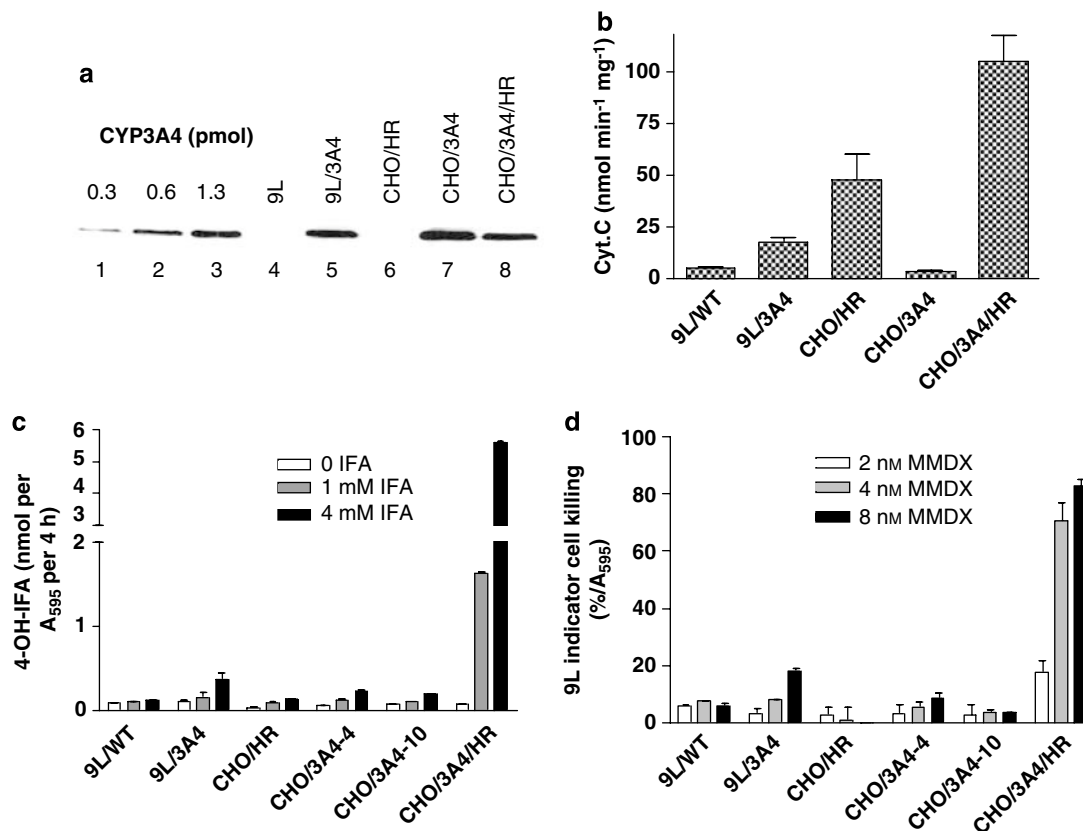 a
CYP3A4 (pmol)
0.3 0.6 1.3 9L 9L/3A4 CHO/HR CHO/3A4 CHO/3A4/HR
1 2 3 4 5 6 7 8
b
Cyt.C (nmol min⁻¹ mg⁻¹)
100
75
50
25
0
9L/WT 9L/3A4 CHO/HR CHO/3A4 CHO/3A4/HR
c
4-OH-IFA (nmol per
A₅₉₅ per 4 h)
6
5
4
3
2
1
0
0 IFA
1 mM IFA
4 mM IFA
9L/WT 9L/3A4 CHO/HR CHO/3A4-4 CHO/3A4-10 CHO/3A4/HR
d
9L indicator cell killing
(%/A₅₉₅)
100
80
60
40
20
0
2 nM MMDX
4 nM MMDX
8 nM MMDX
9L/WT 9L/3A4 CHO/HR CHO/3A4-4 CHO/3A4-10 CHO/3A4/HR